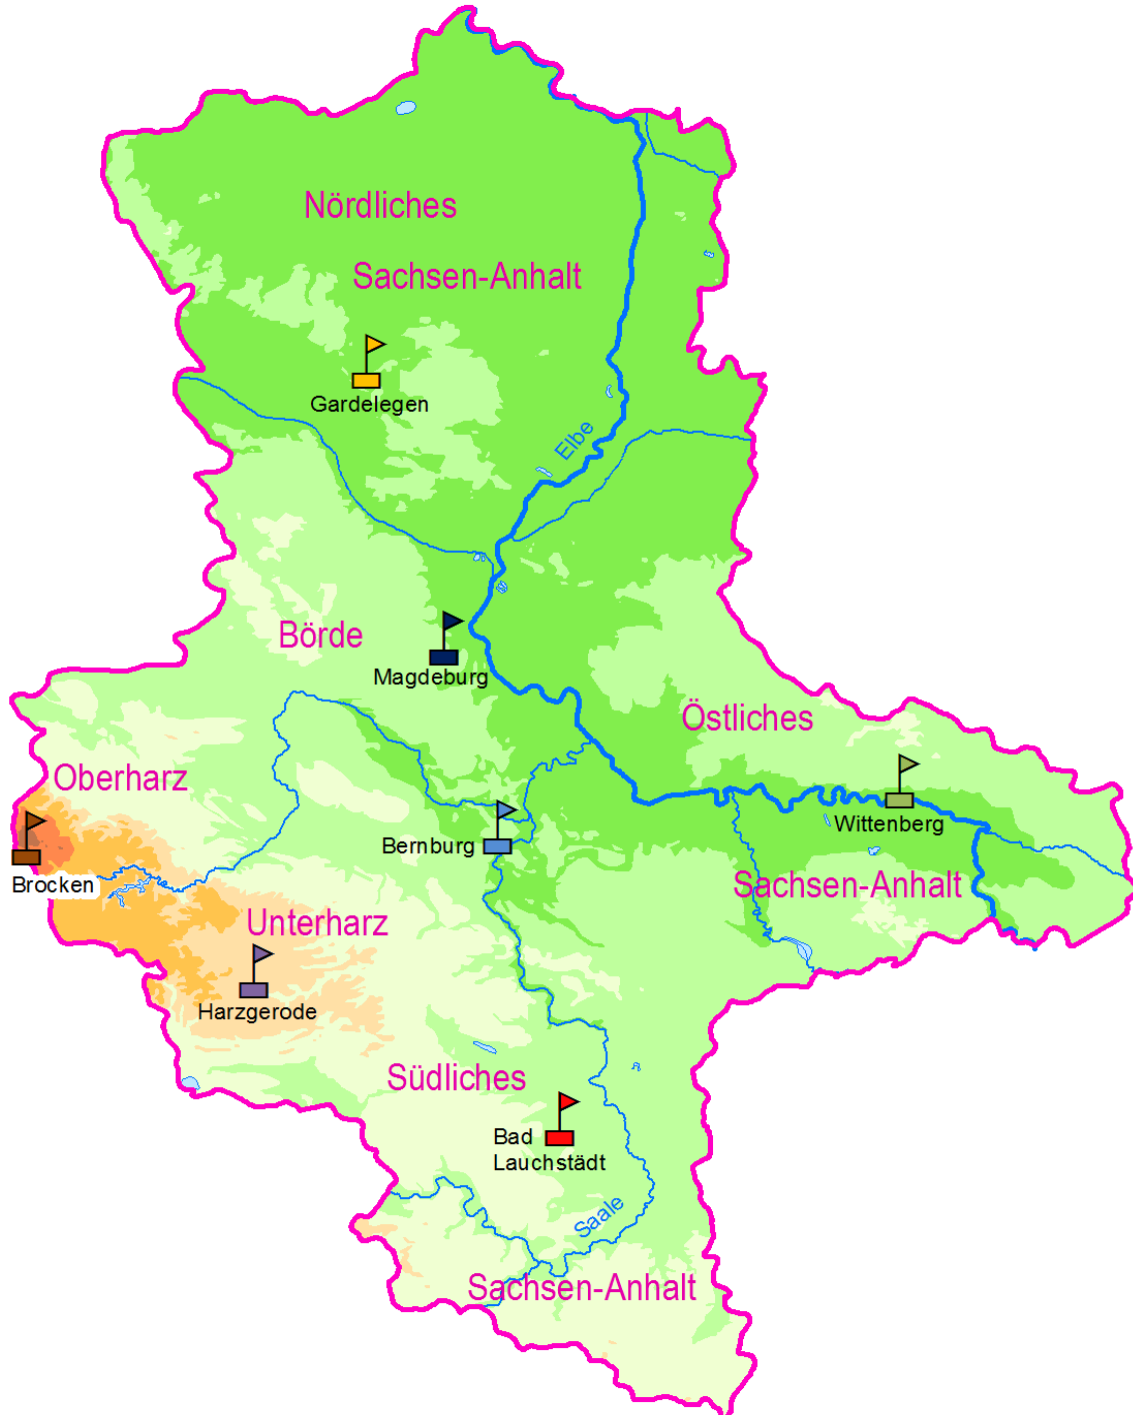 Nördliches
Sachsen-Anhalt
Gardelegen
Elbe
Börde
Magdeburg
Östliches
Oberharz
Wittenberg
Bernburg
Brocken
Sachsen-Anhalt
Unterharz
Harzgerode
Südliches
Bad
Lauchstädt
Saale
Sachsen-Anhalt